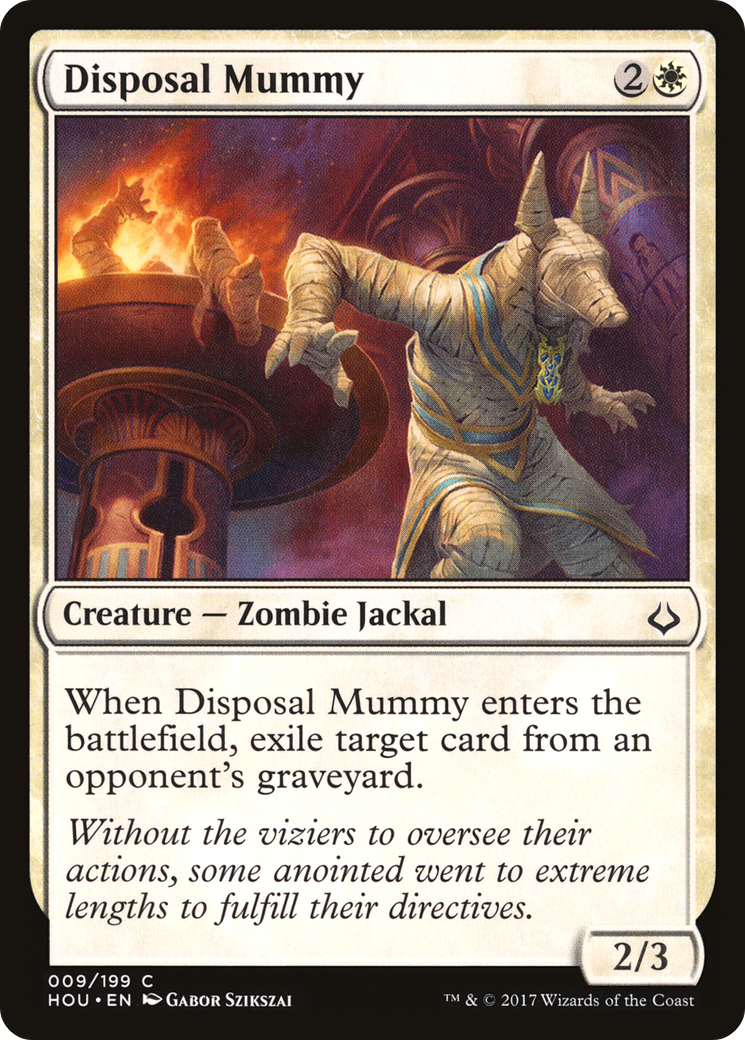 Disposal Mummy 2
Creature — Zombie Jackal
When Disposal Mummy enters the
battlefield, exile target card from an
opponent's graveyard.
Without the viziers to oversee their
actions, some anointed went to extreme
lengths to fulfill their directives.
2/3
009/199 C
HOU • EN Gabor Szikszai
™ & © 2017 Wizards of the Coast